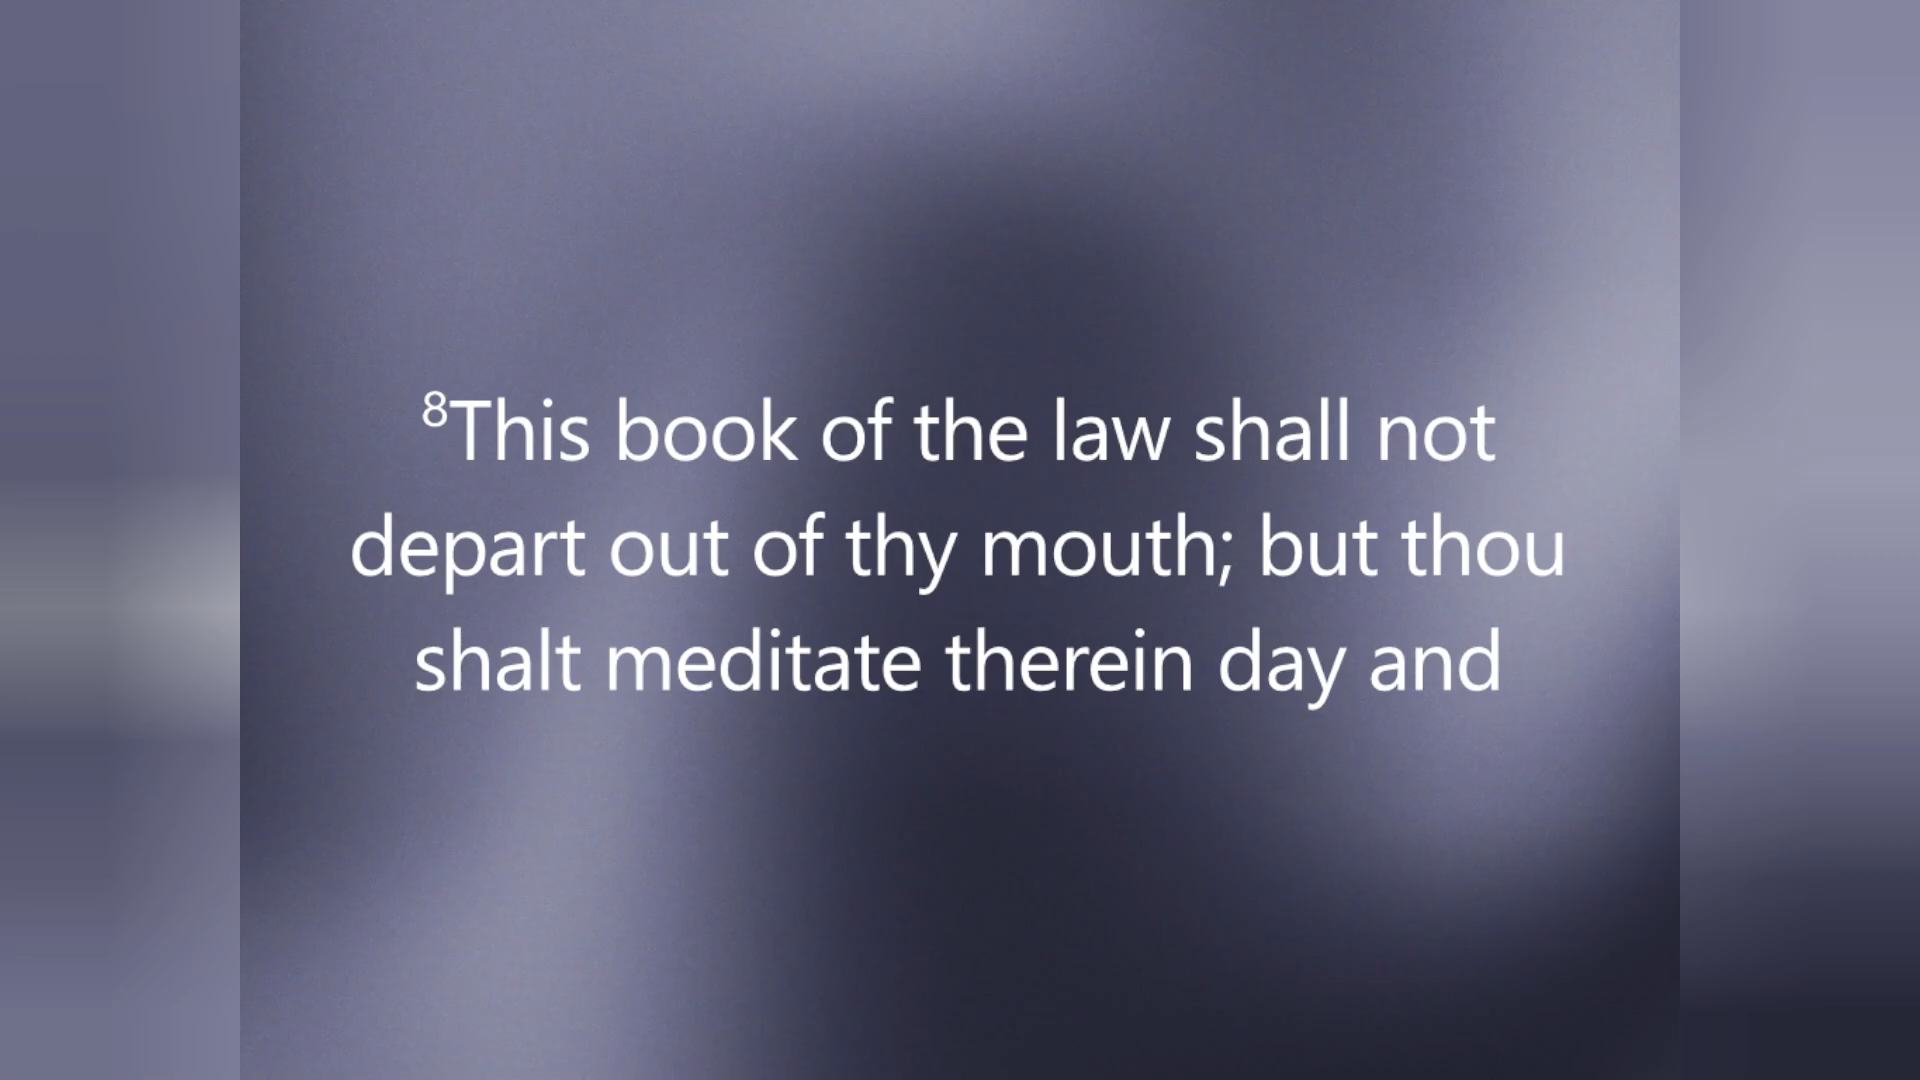 8This book of the law shall not
depart out of thy mouth; but thou
shalt meditate therein day and